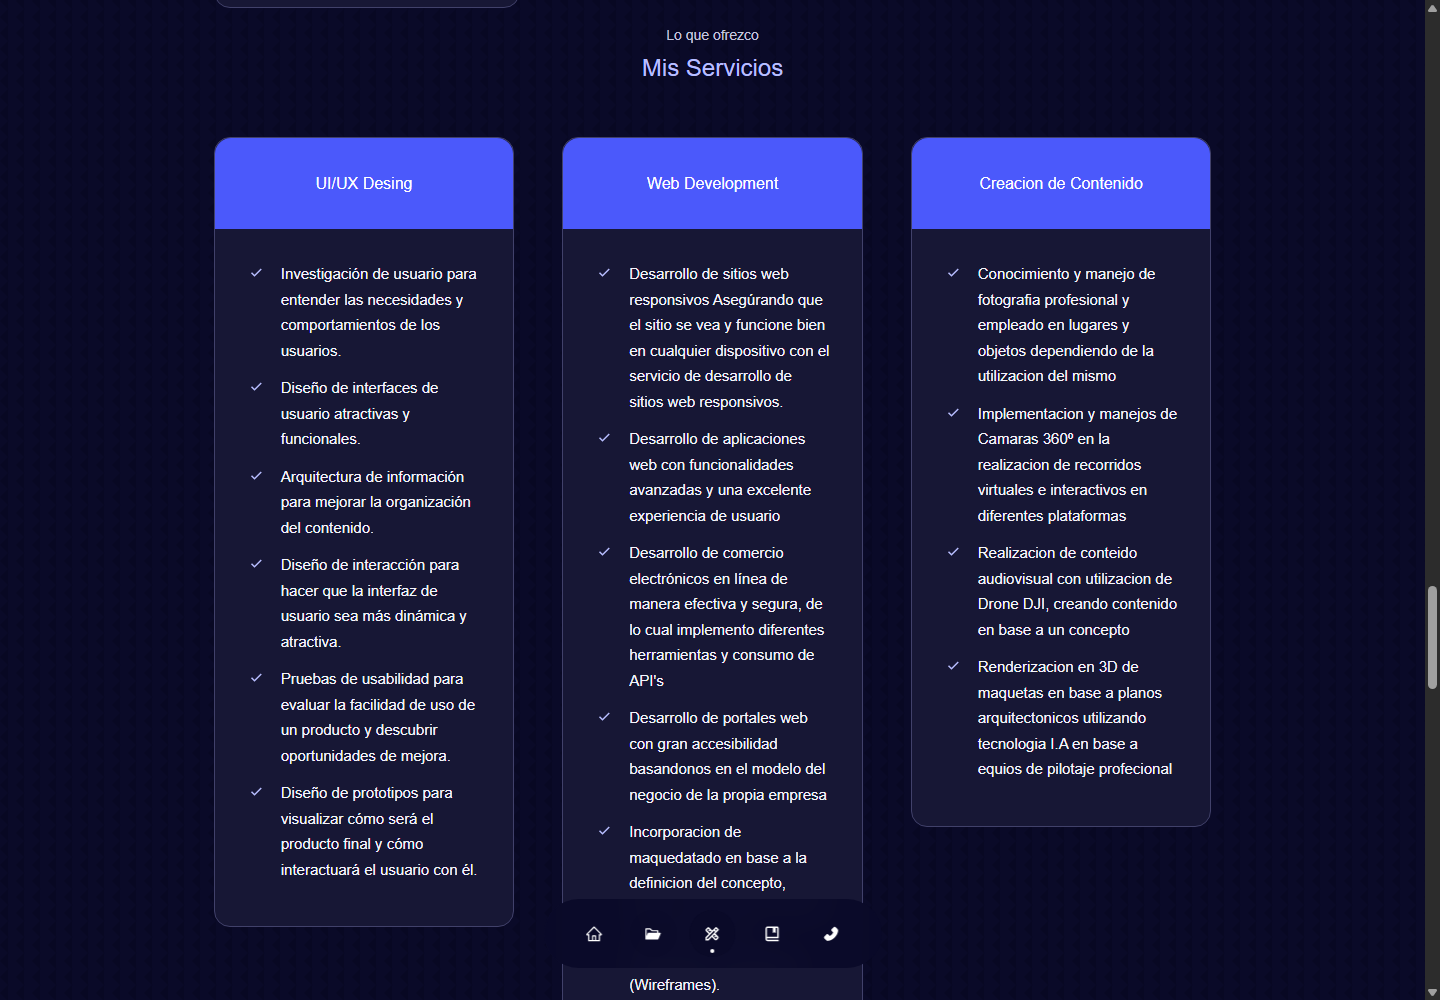 Lo que ofrezco
Mis Servicios
UI/UX Desing
Investigación de usuario para
entender las necesidades y
comportamientos de los
usuarios.
Diseño de interfaces de
usuario atractivas y
funcionales.
Arquitectura de información
para mejorar la organización
del contenido.
Diseño de interacción para
hacer que la interfaz de
usuario sea más dinámica y
atractiva.
Pruebas de usabilidad para
evaluar la facilidad de uso de
un producto y descubrir
oportunidades de mejora.
Diseño de prototipos para
visualizar cómo será el
producto final y cómo
interactuará el usuario con él.
Web Development
Desarrollo de sitios web
responsivos Asegúrando que
el sitio se vea y funcione bien
en cualquier dispositivo con el
servicio de desarrollo de
sitios web responsivos.
Desarrollo de aplicaciones
web con funcionalidades
avanzadas y una excelente
experiencia de usuario
Desarrollo de comercio
electrónicos en línea de
manera efectiva y segura, de
lo cual implemento diferentes
herramientas y consumo de
API's
Desarrollo de portales web
con gran accesibilidad
basandonos en el modelo del
negocio de la propia empresa
Incorporacion de
maquedatado en base a la
definicion del concepto,
(Wireframes).
Creacion de Contenido
Conocimiento y manejo de
fotografia profesional y
empleado en lugares y
objetos dependiendo de la
utilizacion del mismo
Implementacion y manejos de
Camaras 360º en la
realizacion de recorridos
virtuales e interactivos en
diferentes plataformas
Realizacion de conteido
audiovisual con utilizacion de
Drone DJI, creando contenido
en base a un concepto
Renderizacion en 3D de
maquetas en base a planos
arquitectonicos utilizando
tecnologia I.A en base a
equios de pilotaje profecional